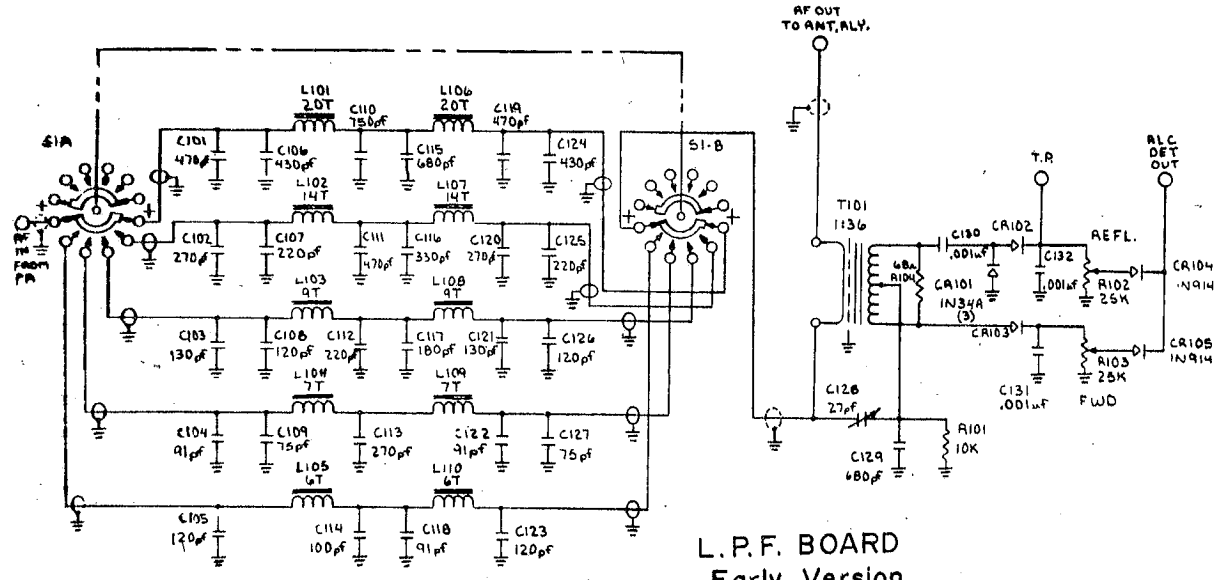 RF OUT
TO ANT. RLY.
L101
20T
C110
750pf
L106
20T
C119
470pf
S1A
C101
470pf
C106
430pf
C115
680pf
C124
430pf
S1-B
T.P.
ALC
DET
OUT
L102
14T
L107
14T
+
+
+
+
RF
IN
FROM
PA
C102
270pf
C107
220pf
C111
470pf
C116
330pf
C120
270pf
C125
220pf
T101
1136
68Ω
R104
C130
.001uf
CR102
C132
.001uf
REFL.
R102
25K
CR104
IN914
CR101
1N34A
(3)
L103
9T
L108
9T
C103
130pf
C108
120pf
C112
220pf
C117
180pf
C121
130pf
C126
120pf
CR103
R103
25K
CR105
IN914
C131
.001uf
FWD
L104
7T
L109
7T
C104
91pf
C109
75pf
C113
270pf
C122
91pf
C127
75pf
C128
27pf
C129
680pf
R101
10K
L105
6T
L110
6T
C105
120pf
C114
100pf
C118
91pf
C123
120pf
L.P.F. BOARD
Early Version